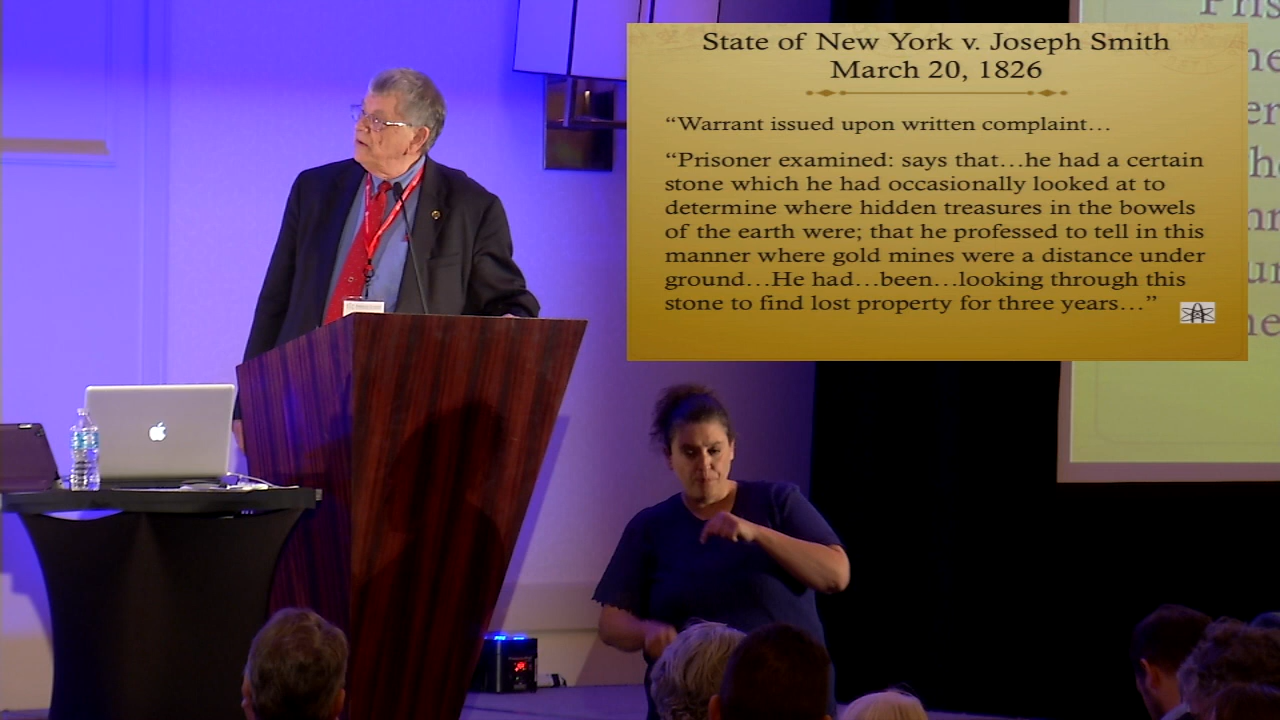 State of New York v. Joseph Smith
March 20, 1826
“Warrant issued upon written complaint…
“Prisoner examined: says that…he had a certain
stone which he had occasionally looked at to
determine where hidden treasures in the bowels
of the earth were; that he professed to tell in this
manner where gold mines were a distance under
ground…He had…been…looking through this
stone to find lost property for three years…”